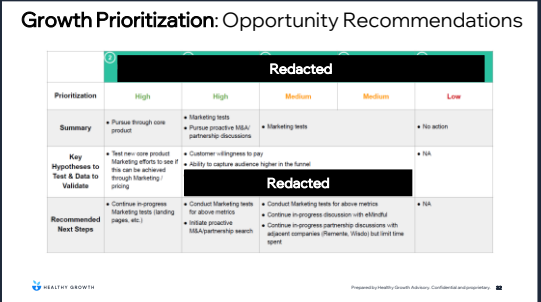 Growth Prioritization: Opportunity Recommendations
2
Redacted
Prioritization
High
High
Medium
Medium
Low
Summary
• Pursue through core
product
• Marketing tests
• Pursue proactive M&A/
partnership discussions
• Marketing tests
• No action
Key
Hypotheses to
Test & Data to
Validate
• Test new core product
Marketing efforts to see if
this can be achieved
through Marketing /
pricing
• Customer willingness to pay
• Ability to capture audience higher in the funnel
Redacted
• NA
Recommended
Next Steps
• Continue in-progress
Marketing tests (landing
pages, etc.)
• Conduct Marketing tests
for above metrics
• Initiate proactive
M&A/partnership search
• Conduct Marketing tests for above metrics
• Continue in-progress discussion with eMindful
• Continue in-progress partnership discussions with
adjacent companies (Remente, Wlado) but limit time
spent
• NA
HEALTHY GROWTH
Prepared by Healthy Growth Advisory. Confidential and proprietary.